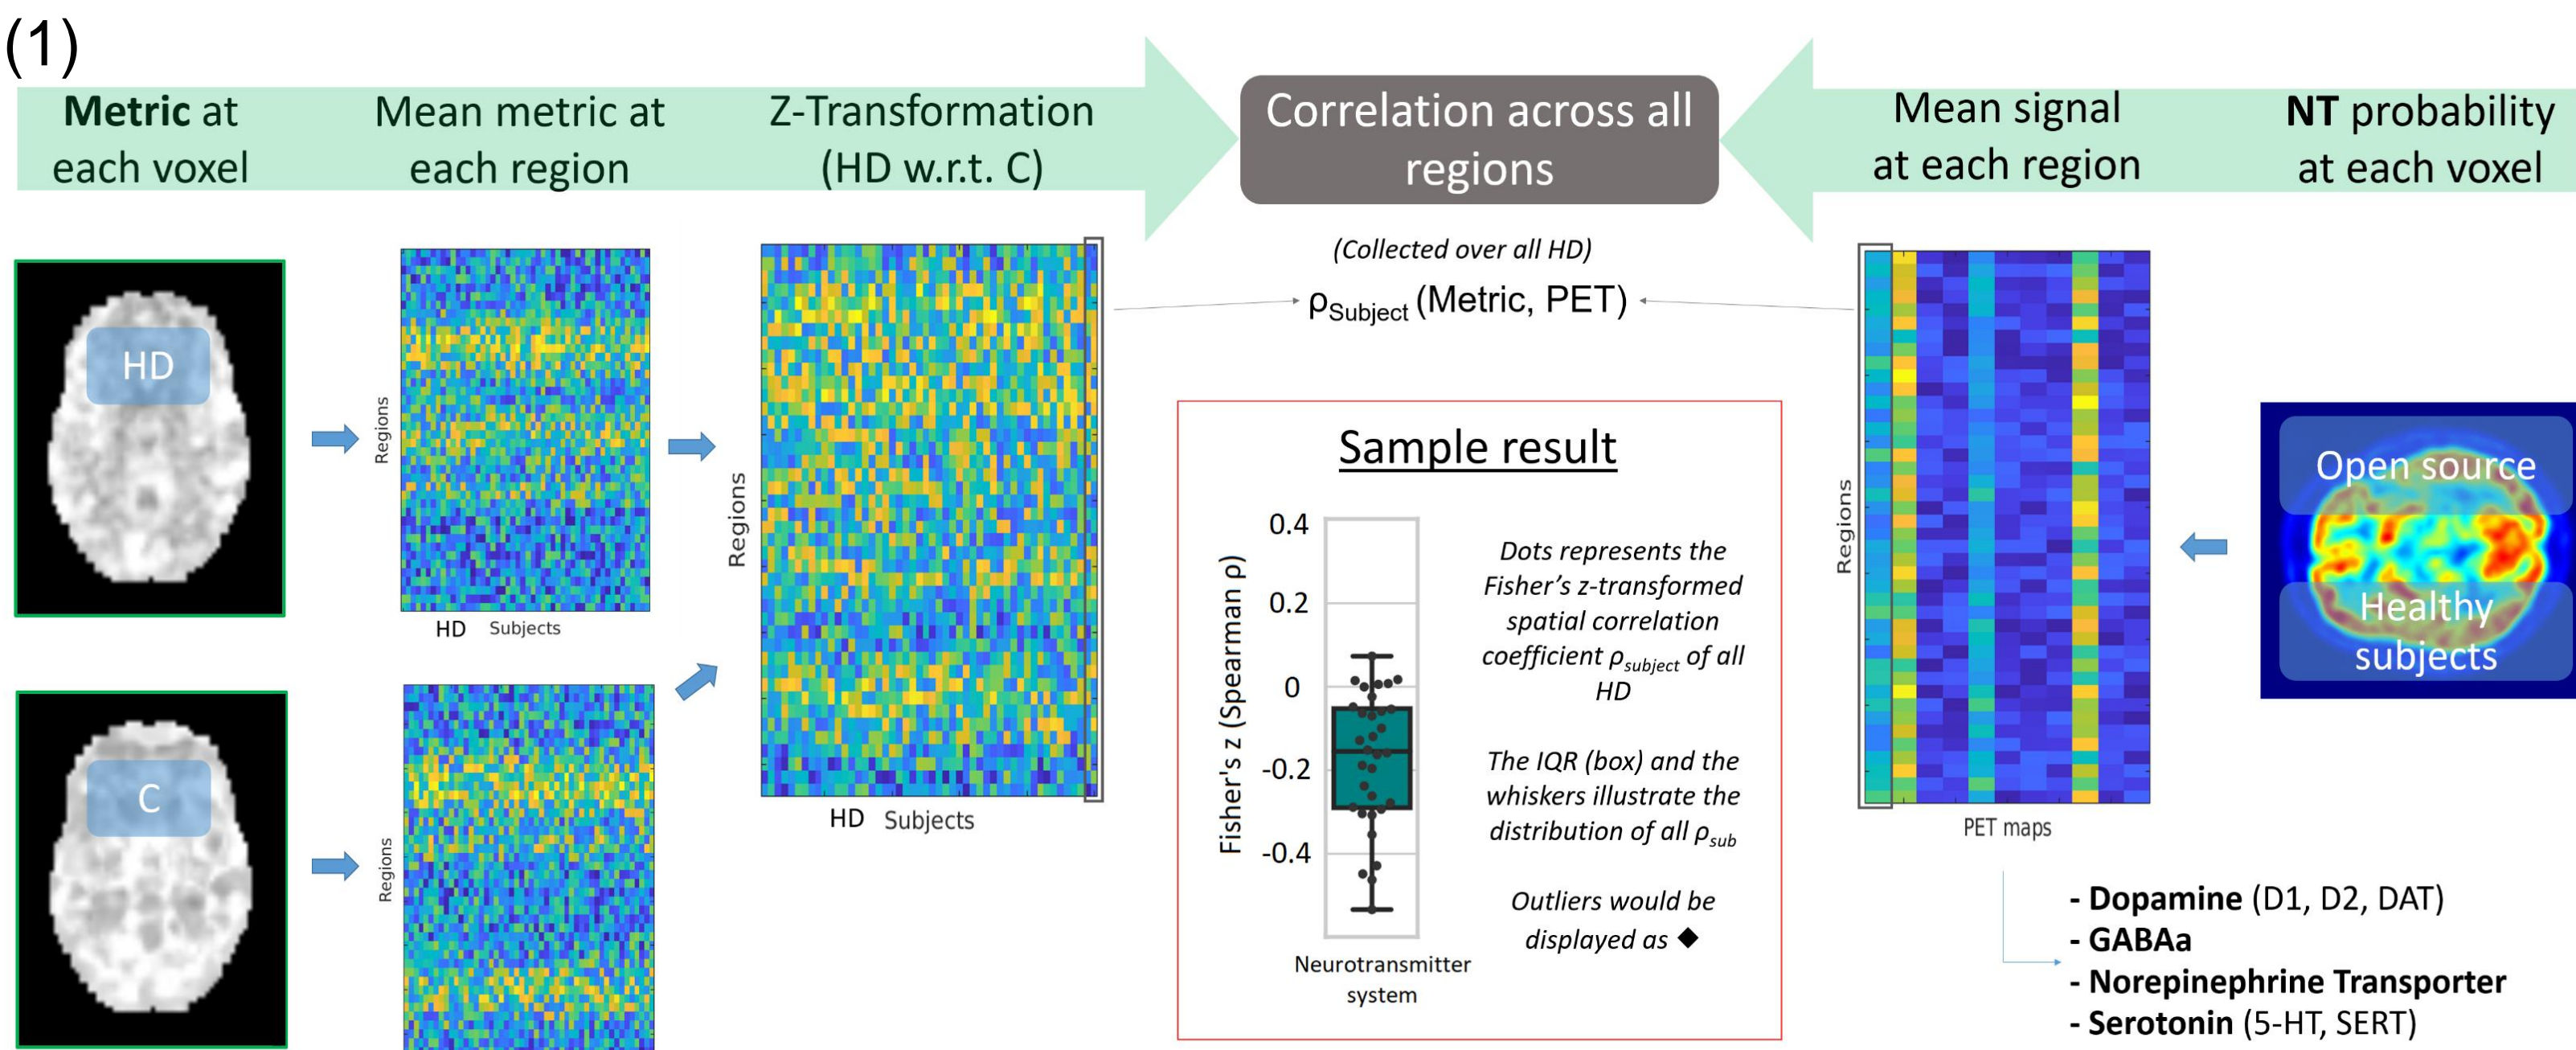 (1)
Metric at
each voxel
Mean metric at
each region
Z-Transformation
(HD w.r.t. C)
Correlation across all
regions
Mean signal
at each region
NT probability
at each voxel
HD
Regions
HD Subjects
C
Regions
Regions
HD Subjects
(Collected over all HD)
ρSubject (Metric, PET)
Sample result
Fisher's z (Spearman ρ)
0.4
0.2
0
-0.2
-0.4
Neurotransmitter
system
Dots represents the
Fisher’s z-transformed
spatial correlation
coefficient ρsubject of all
HD
The IQR (box) and the
whiskers illustrate the
distribution of all ρsub
Outliers would be
displayed as ◆
Regions
PET maps
Open source
Healthy
subjects
- Dopamine (D1, D2, DAT)
- GABAa
- Norepinephrine Transporter
- Serotonin (5-HT, SERT)